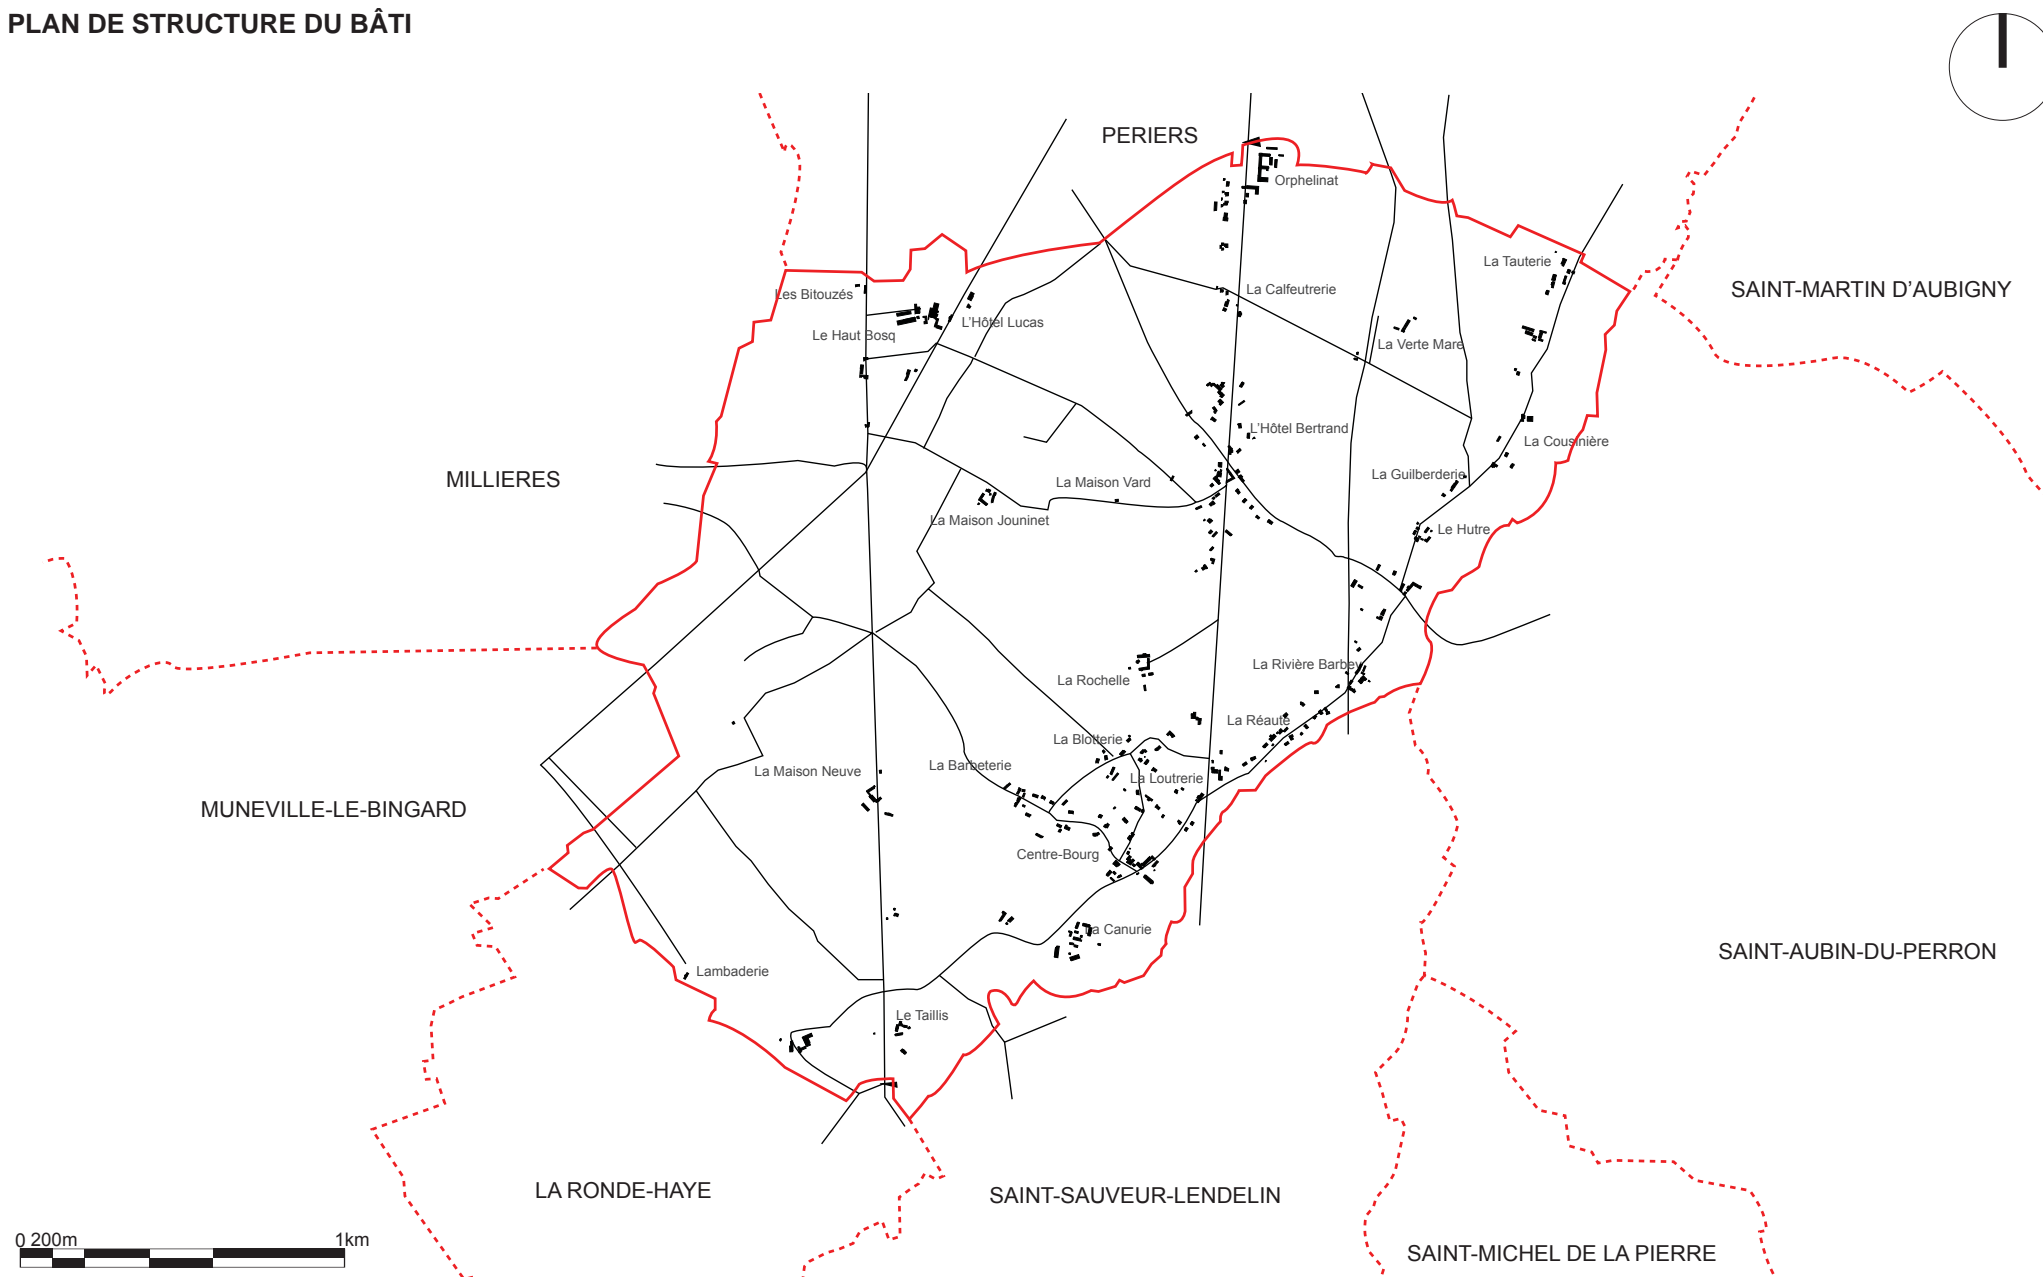 PLAN DE STRUCTURE DU BÂTI
PERIERS
Orphelinat
La Tauterie
SAINT-MARTIN D'AUBIGNY
Les Bitouzés
La Calfeutrerie
L'Hôtel Lucas
Le Haut Bosq
La Verte Mare
L'Hôtel Bertrand
La Cousinière
MILLIERES
La Guilberderie
La Maison Vard
La Maison Jouninet
Le Hutre
La Rivière Barbey
La Rochelle
La Réauté
La Blotterie
La Barbeterie
La Maison Neuve
La Loutrerie
MUNEVILLE-LE-BINGARD
Centre-Bourg
La Canurie
SAINT-AUBIN-DU-PERRON
Lambaderie
Le Taillis
LA RONDE-HAYE
SAINT-SAUVEUR-LENDELIN
0 200m 1km
SAINT-MICHEL DE LA PIERRE